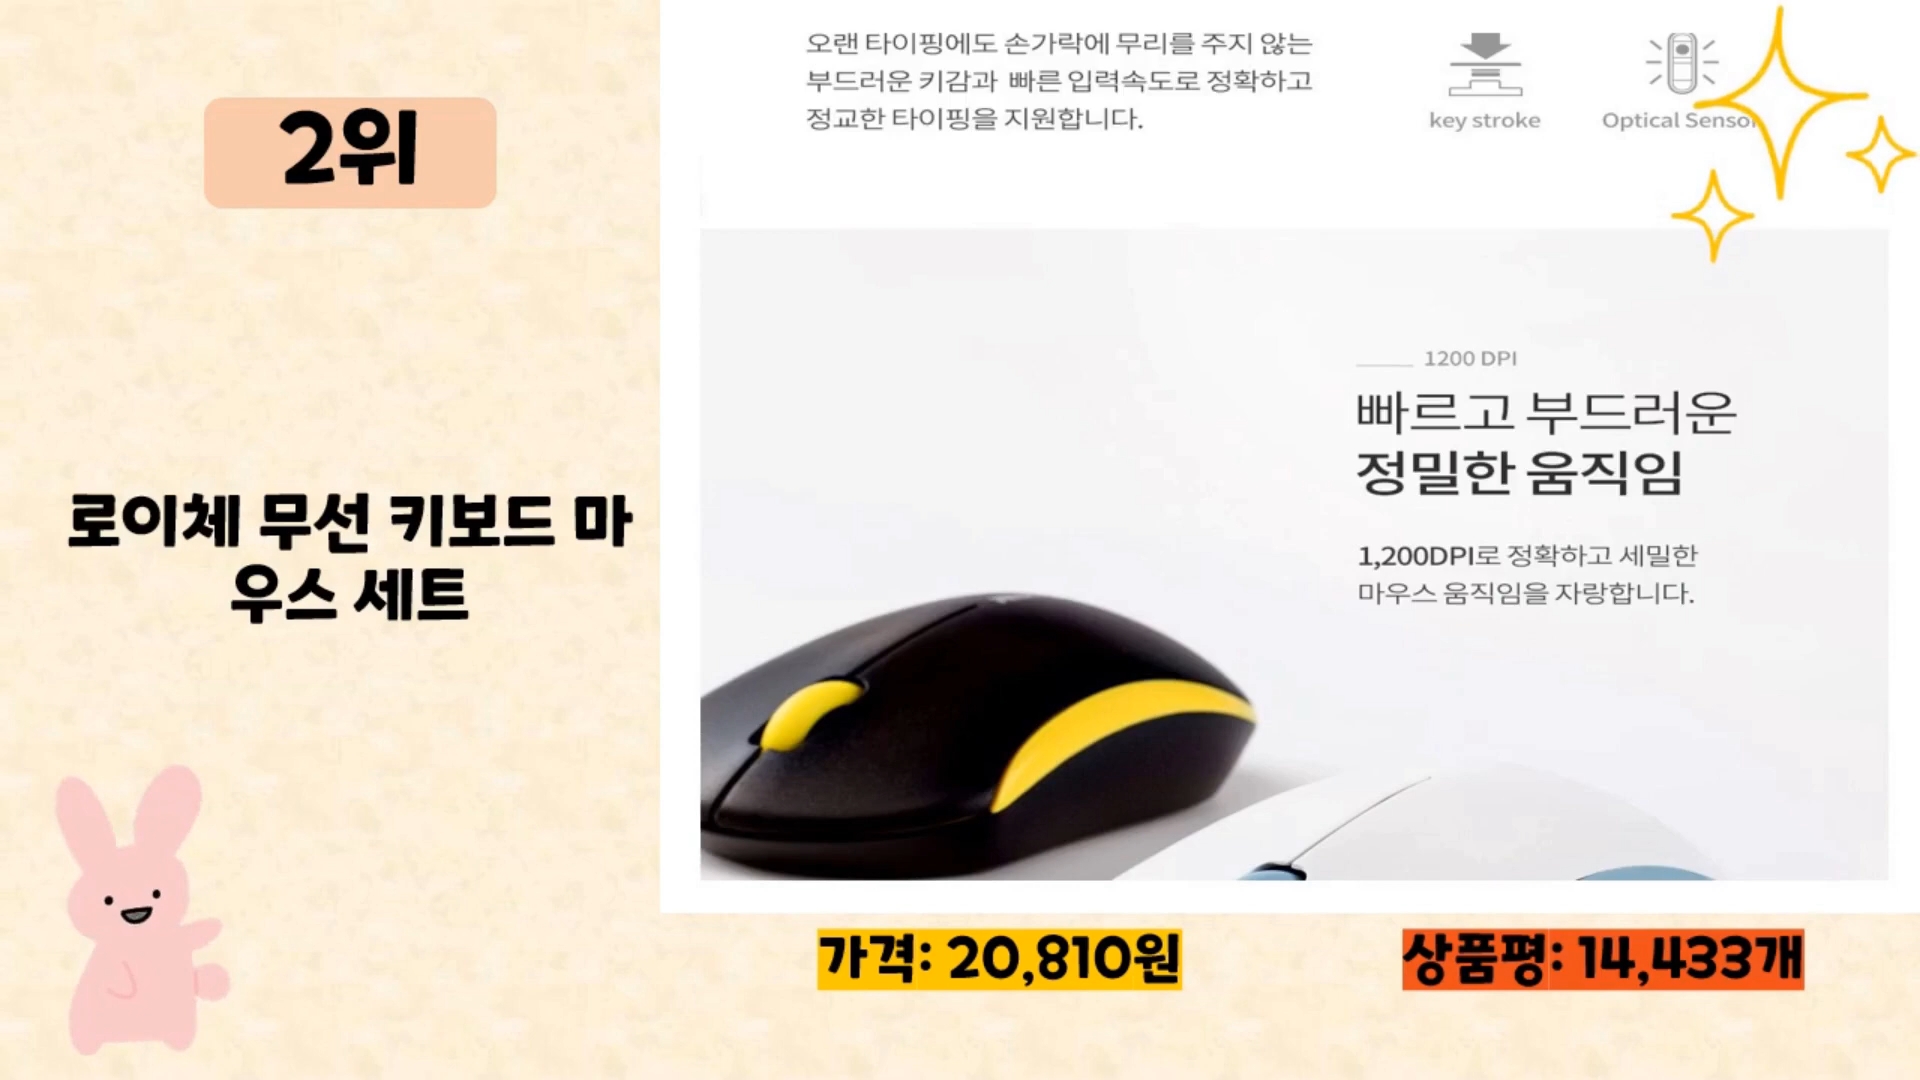 2위
로이체 무선 키보드 마
우스 세트
오랜 타이핑에도 손가락에 무리를 주지 않는
부드러운 키감과 빠른 입력속도로 정확하고
정교한 타이핑을 지원합니다.
key stroke
Optical Sensor
1200 DPI
빠르고 부드러운
정밀한 움직임
1,200DPI로 정확하고 세밀한
마우스 움직임을 자랑합니다.
가격: 20,810원
상품평: 14,433개